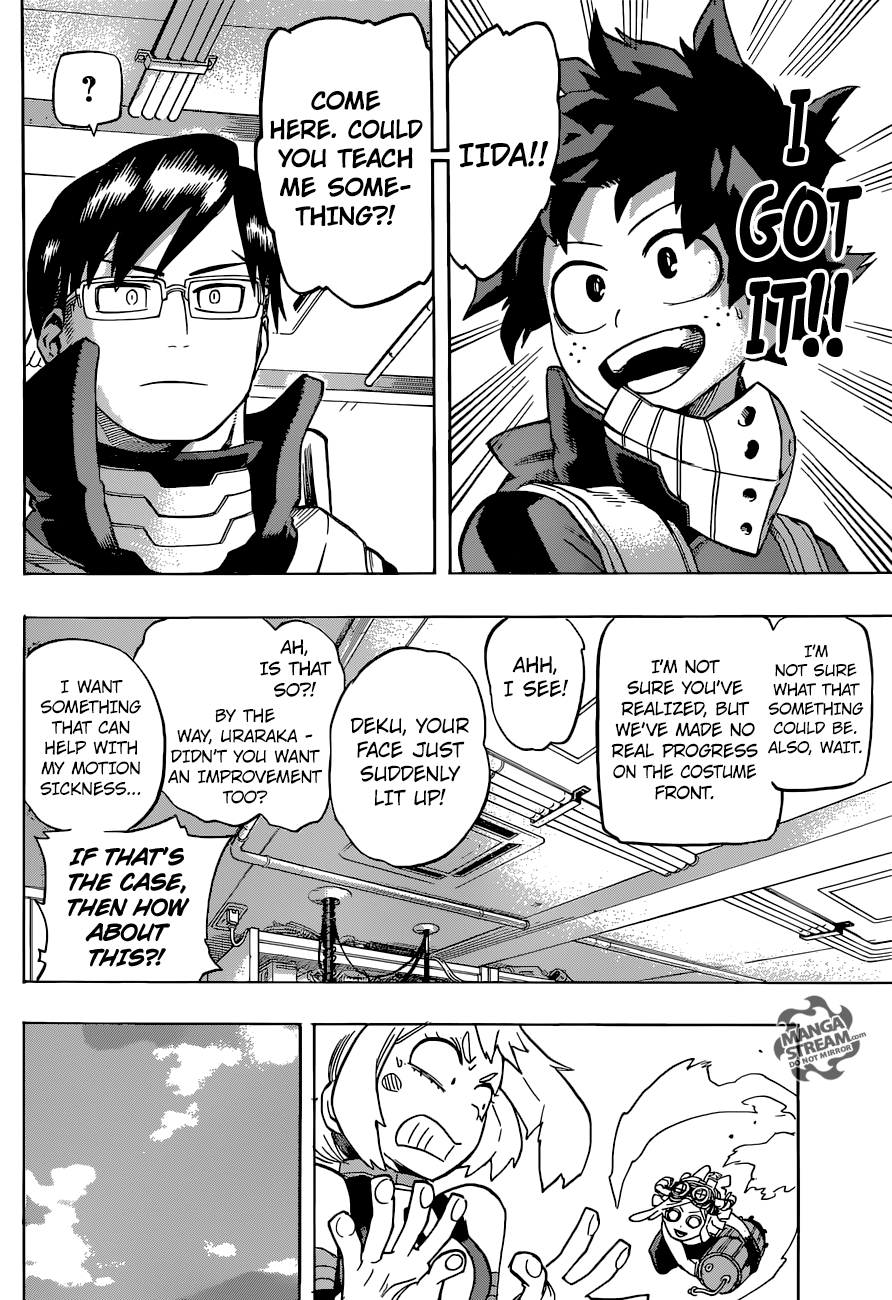 I
GOT
IT!!
IIDA!!
COME
HERE. COULD
YOU TEACH
ME SOME-
THING?!
?
I'M
NOT SURE
WHAT THAT
SOMETHING
COULD BE.
ALSO, WAIT.
I'M NOT
SURE YOU'VE
REALIZED, BUT
WE'VE MADE NO
REAL PROGRESS
ON THE COSTUME
FRONT.
AHH,
I SEE!
DEKU, YOUR
FACE JUST
SUDDENLY
LIT UP!
AH,
IS THAT
SO?!
BY THE
WAY, URARAKA -
DIDN'T YOU WANT
AN IMPROVEMENT
TOO?
I WANT
SOMETHING
THAT CAN
HELP WITH
MY MOTION
SICKNESS...
IF THAT'S
THE CASE,
THEN HOW
ABOUT
THIS?!
MANGA
STREAM.com
DO NOT MIRROR